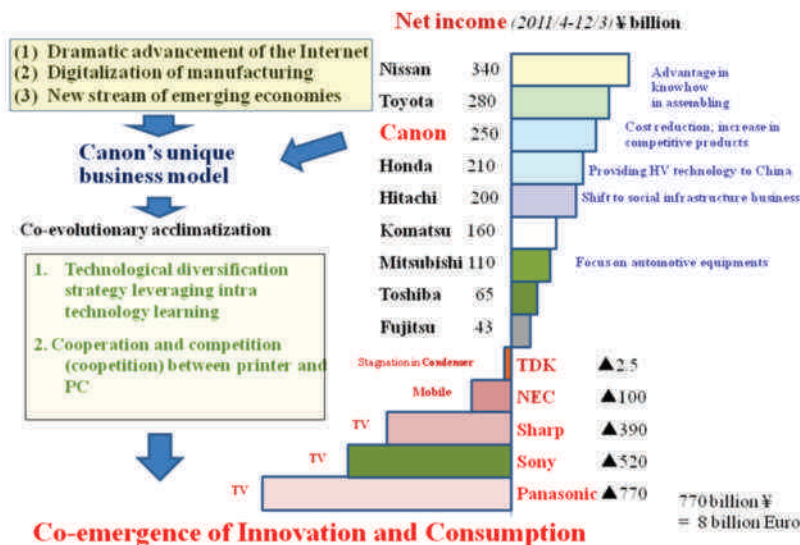 Net income (2011/4-12/3) ¥ billion
(1) Dramatic advancement of the Internet
(2) Digitalization of manufacturing
(3) New stream of emerging economies
Canon's unique
business model
Co-evolutionary acclimatization
1. Technological diversification
strategy leveraging intra
technology learning
2. Cooperation and competition
(coopetition) between printer and
PC
Nissan 340
Advantage in
knowhow
in assembling
Toyota 280
Canon 250
Cost reduction, increase in
competitive products
Honda 210
Providing HV technology to China
Hitachi 200
Shift to social infrastructure business
Komatsu 160
Mitsubishi 110
Focus on automotive equipments
Toshiba 65
Fujitsu 43
Stagnation in Condenser TDK ▲2.5
Mobile NEC ▲100
TV Sharp ▲390
TV Sony ▲520
TV Panasonic ▲770
770 billion ¥
= 8 billion Euro
Co-emergence of Innovation and Consumption